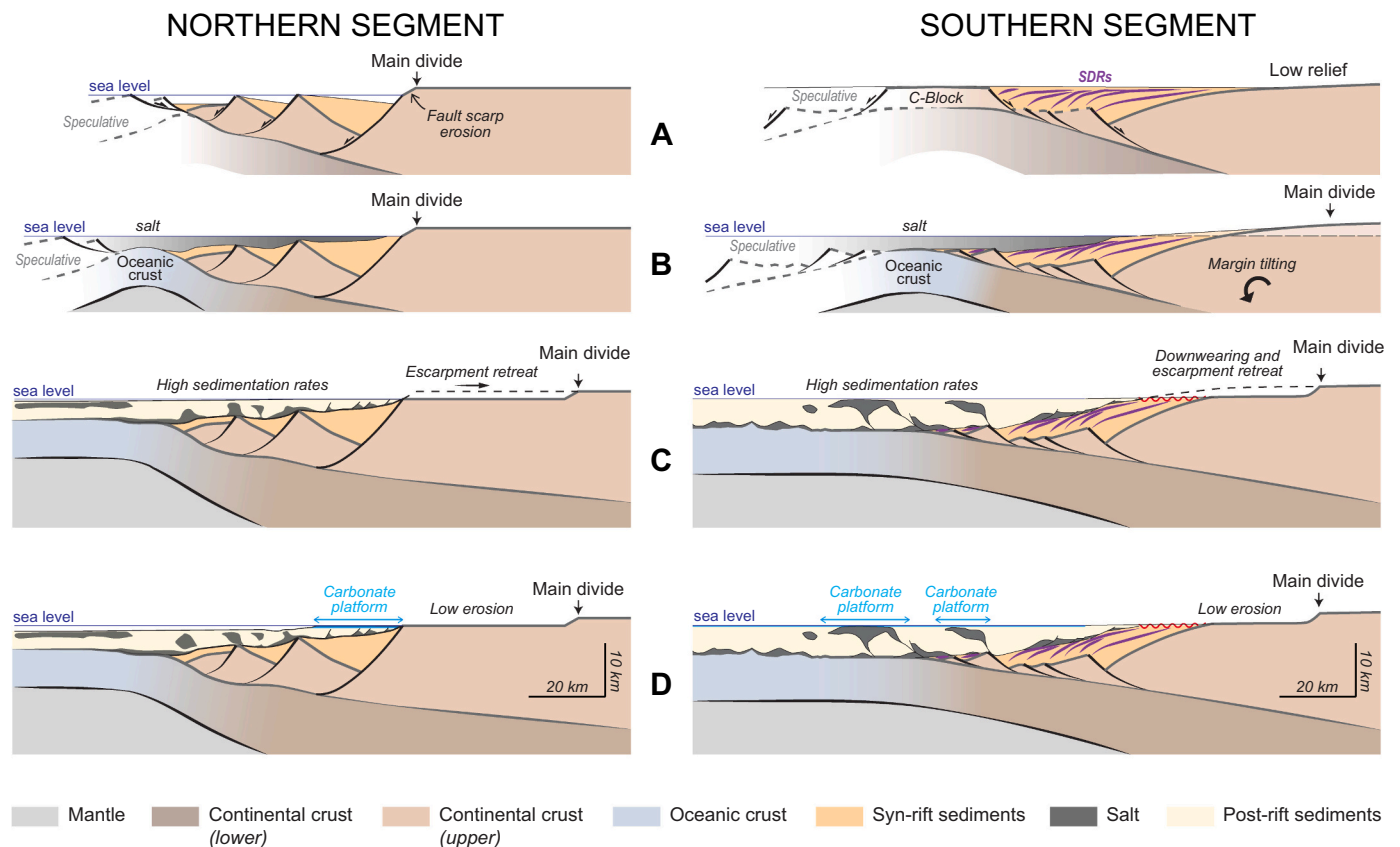 NORTHERN SEGMENT
SOUTHERN SEGMENT
Main divide
sea level
Speculative
Fault scarp
erosion
A
SDRs
Low relief
Speculative
C-Block
Main divide
sea level
salt
Speculative
Oceanic
crust
B
Main divide
sea level
salt
Speculative
Oceanic
crust
Margin tilting
Main divide
sea level
High sedimentation rates
Escarpment retreat
C
Downwearing and
escarpment retreat
Main divide
sea level
High sedimentation rates
Carbonate
platform
Main divide
sea level
Low erosion
20 km
10 km
D
Carbonate
platform
Carbonate
platform
Main divide
sea level
Low erosion
20 km
10 km
Mantle
Continental crust
(lower)
Continental crust
(upper)
Oceanic crust
Syn-rift sediments
Salt
Post-rift sediments